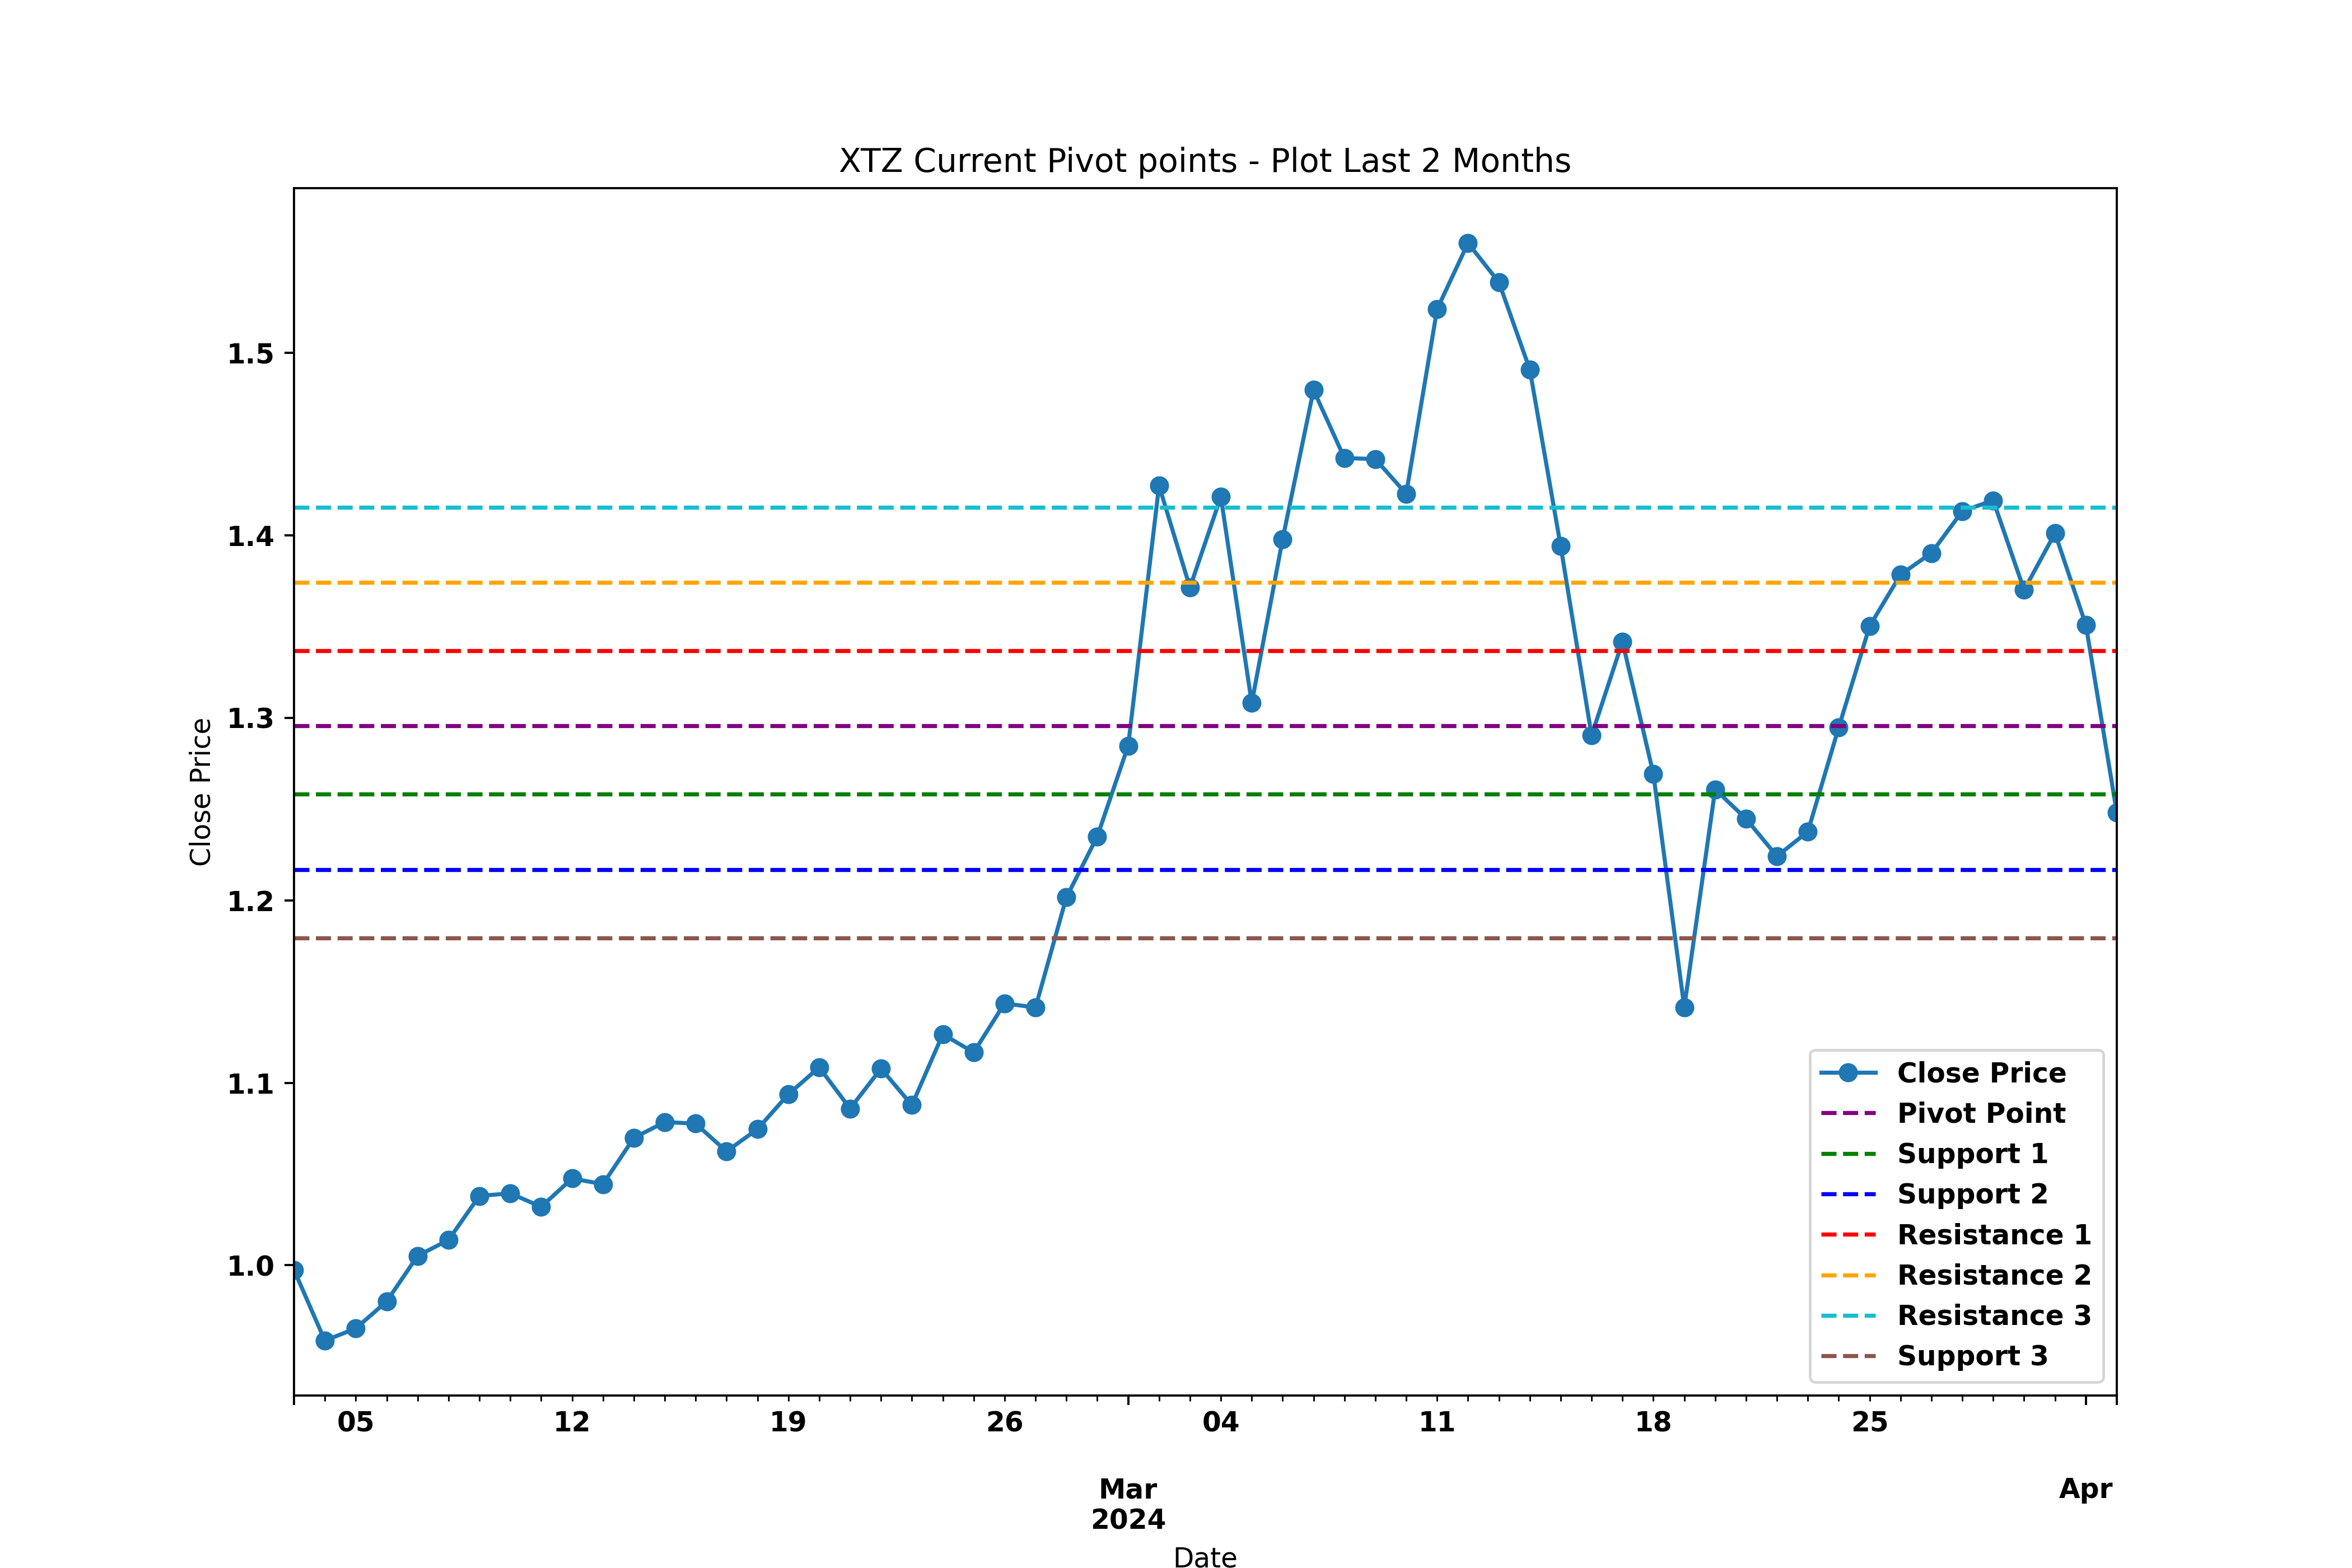 XTZ Current Pivot points - Plot Last 2 Months
Close Price
1.5
1.4
1.3
1.2
1.1
1.0
Close Price
Pivot Point
Support 1
Support 2
Resistance 1
Resistance 2
Resistance 3
Support 3
05 12 19 26 04 11 18 25
Mar Apr
2024
Date